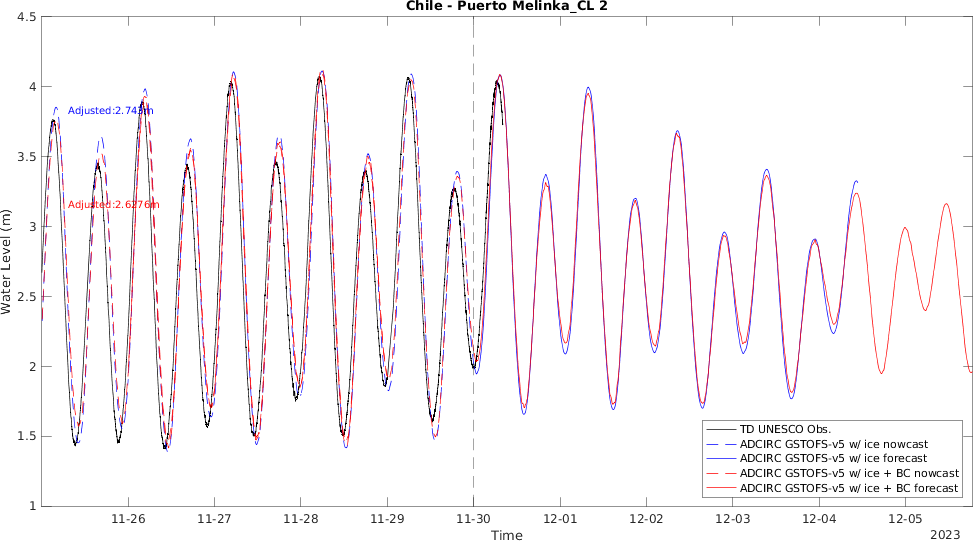 Chile - Puerto Melinka_CL 2
4.5
4
3.5
3
2.5
2
1.5
1
Water Level (m)
Adjusted:2.743m
Adjusted:2.6276m
TD UNESCO Obs.
ADCIRC GSTOFS-v5 w/ ice nowcast
ADCIRC GSTOFS-v5 w/ ice forecast
ADCIRC GSTOFS-v5 w/ ice + BC nowcast
ADCIRC GSTOFS-v5 w/ ice + BC forecast
11-26 11-27 11-28 11-29 11-30 12-01 12-02 12-03 12-04 12-05
Time
2023